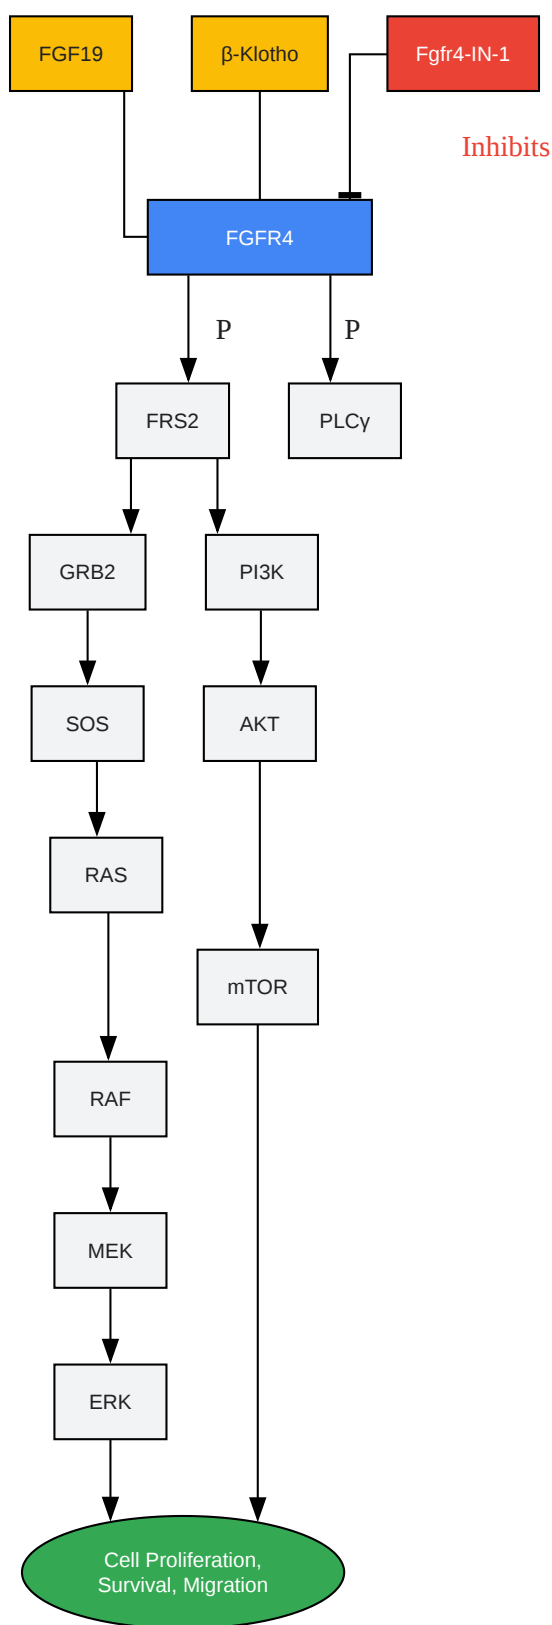 FGF19
β-Klotho
Fgfr4-IN-1
Inhibits
FGFR4
P
P
FRS2
PLCγ
GRB2
PI3K
SOS
AKT
RAS
mTOR
RAF
MEK
ERK
Cell Proliferation,
Survival, Migration